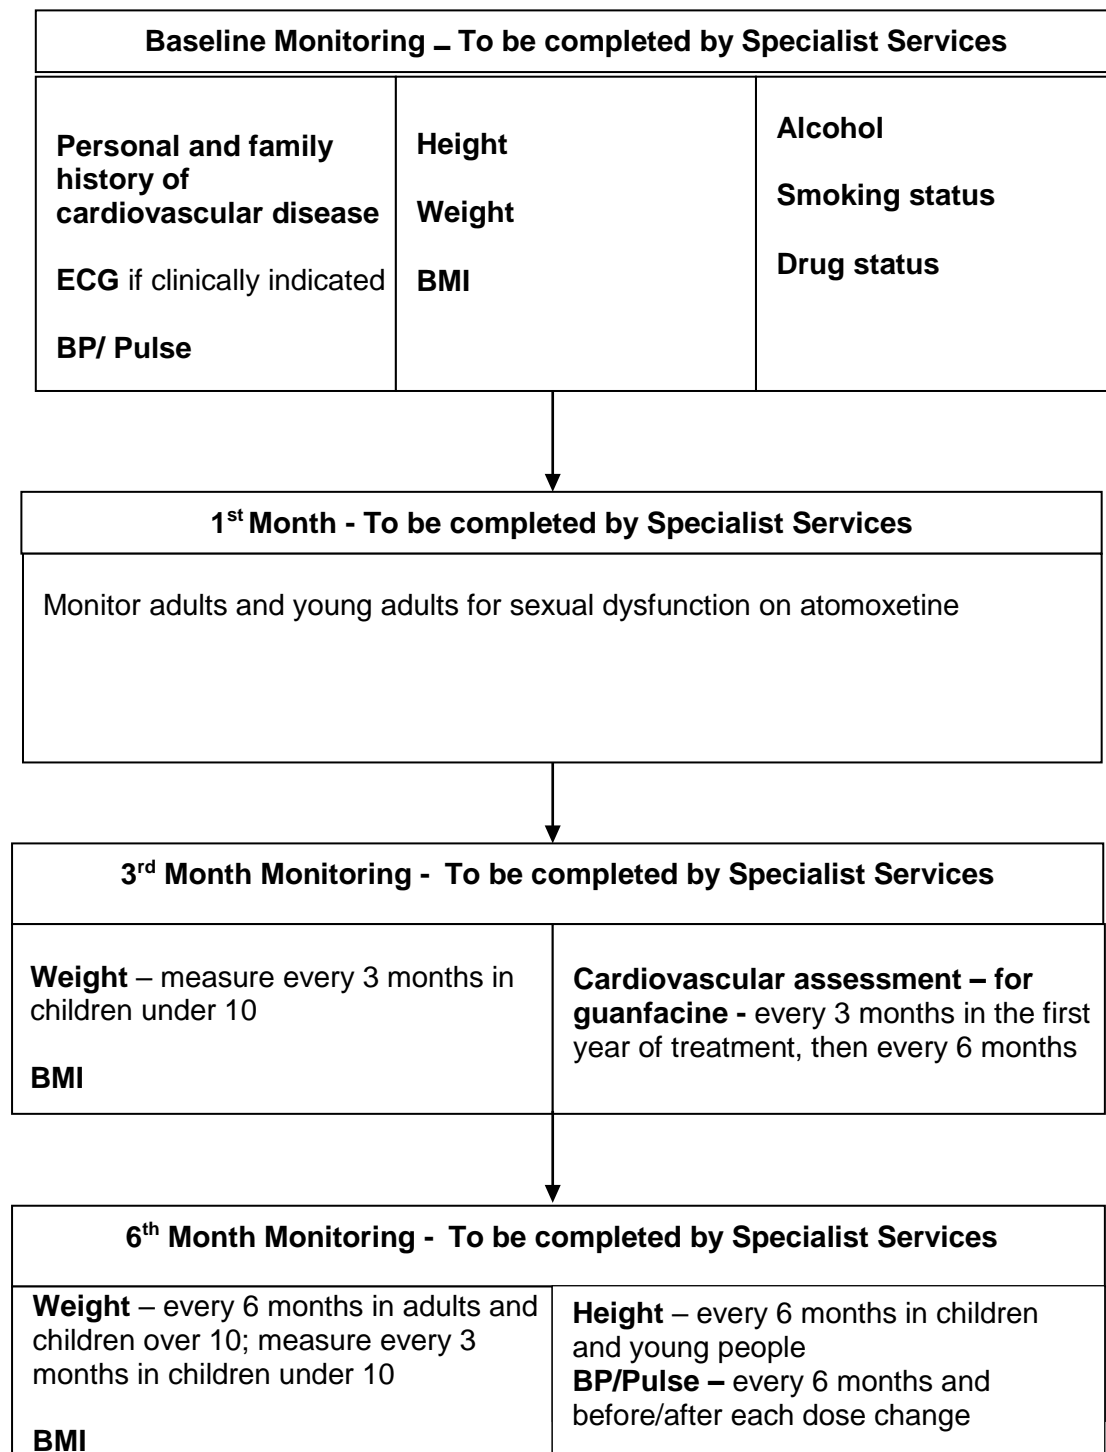 Baseline Monitoring – To be completed by Specialist Services
Personal and family
history of
cardiovascular disease
ECG if clinically indicated
BP/ Pulse
Height
Weight
BMI
Alcohol
Smoking status
Drug status
1st Month - To be completed by Specialist Services
Monitor adults and young adults for sexual dysfunction on atomoxetine
3rd Month Monitoring - To be completed by Specialist Services
Weight – measure every 3 months in
children under 10
BMI
Cardiovascular assessment – for
guanfacine - every 3 months in the first
year of treatment, then every 6 months
6th Month Monitoring - To be completed by Specialist Services
Weight – every 6 months in adults and
children over 10; measure every 3
months in children under 10
BMI
Height – every 6 months in children
and young people
BP/Pulse – every 6 months and
before/after each dose change